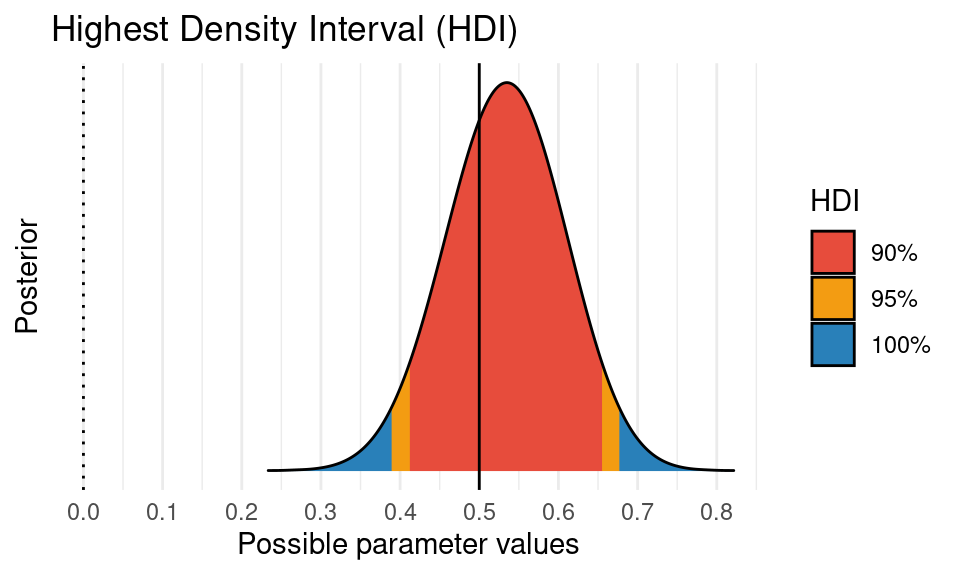 Highest Density Interval (HDI)
Posterior
HDI
90%
95%
100%
0.0 0.1 0.2 0.3 0.4 0.5 0.6 0.7 0.8
Possible parameter values